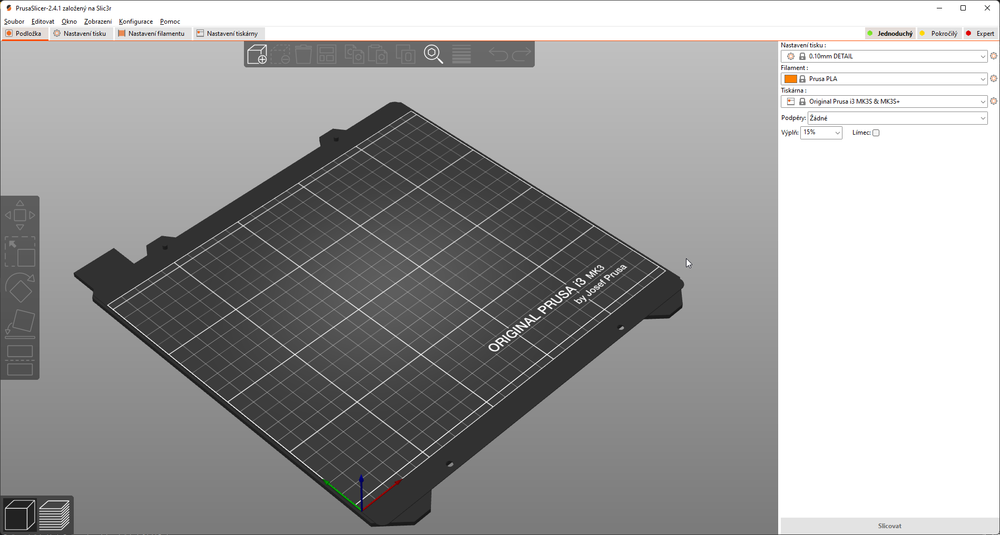 PrusaSlicer-2.4.1 založený na Slic3r
Soubor Editovat Okno Zobrazení Konfigurace Pomoc
Podložka Nastavení tisku Nastavení filamentu Nastavení tiskárny Jednoduchý Pokročilý Expert
Nastavení tisku :
0.10mm DETAIL
Filament :
Prusa PLA
Tiskárna :
Original Prusa i3 MK3S & MK3S+
Podpěry: Žádné
Výplň: 15% Límec:
ORIGINAL PRUSA i3 MK3
by Josef Prusa
Slicovat